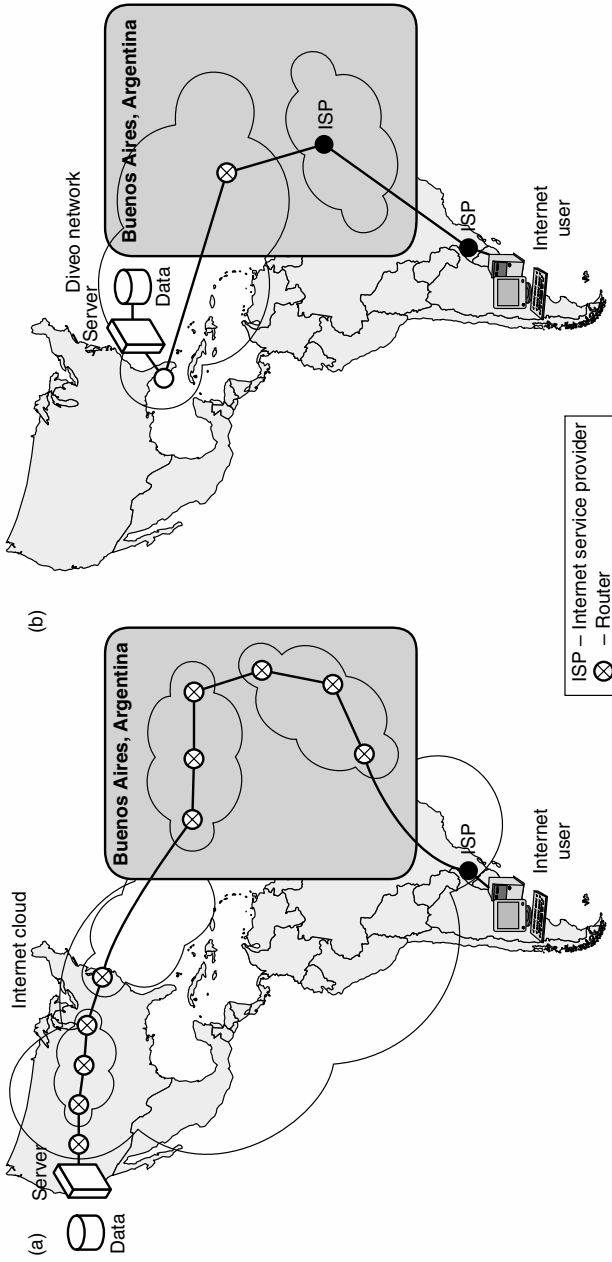 (a)
Server
Data
Internet cloud
Buenos Aires, Argentina
ISP
Internet
user
(b)
Diveo network
Server
Data
Buenos Aires, Argentina
ISP
ISP
Internet
user
ISP – Internet service provider
– Router